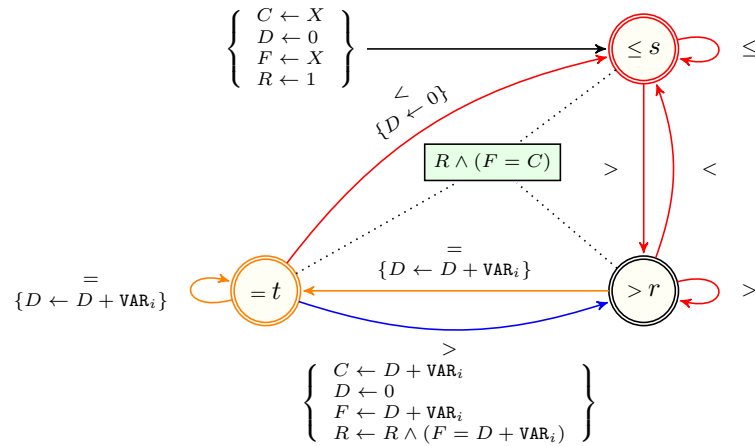 C ← X
D ← 0
F ← X
R ← 1
≤ s
≤
<
{D ← 0}
R ∧ (F = C)
>
<
=
{D ← D + VAR_i}
=
{D ← D + VAR_i}
= t
> r
>
>
C ← D + VAR_i
D ← 0
F ← D + VAR_i
R ← R ∧ (F = D + VAR_i)